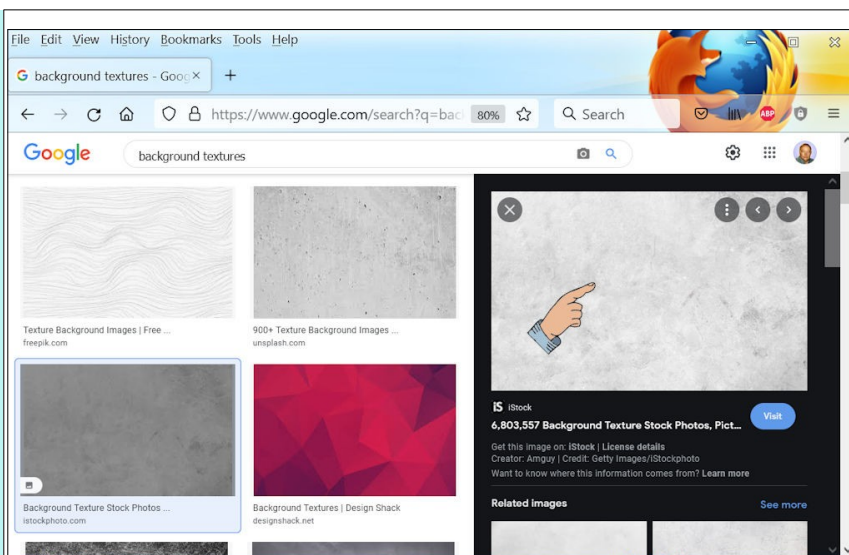 File Edit View History Bookmarks Tools Help
G background textures - Goog ×
+
https://www.google.com/search?q=bac
80%
Search
ABP
Google
background textures
Texture Background Images | Free ...
freepik.com
900+ Texture Background Images ...
unsplash.com
Background Texture Stock Photos ...
istockphoto.com
Background Textures | Design Shack
designshack.net
iS iStock
Visit
6,803,557 Background Texture Stock Photos, Pict...
Get this image on: iStock | License details
Creator: Amguy | Credit: Getty Images/iStockphoto
Want to know where this information comes from? Learn more
Related images
See more